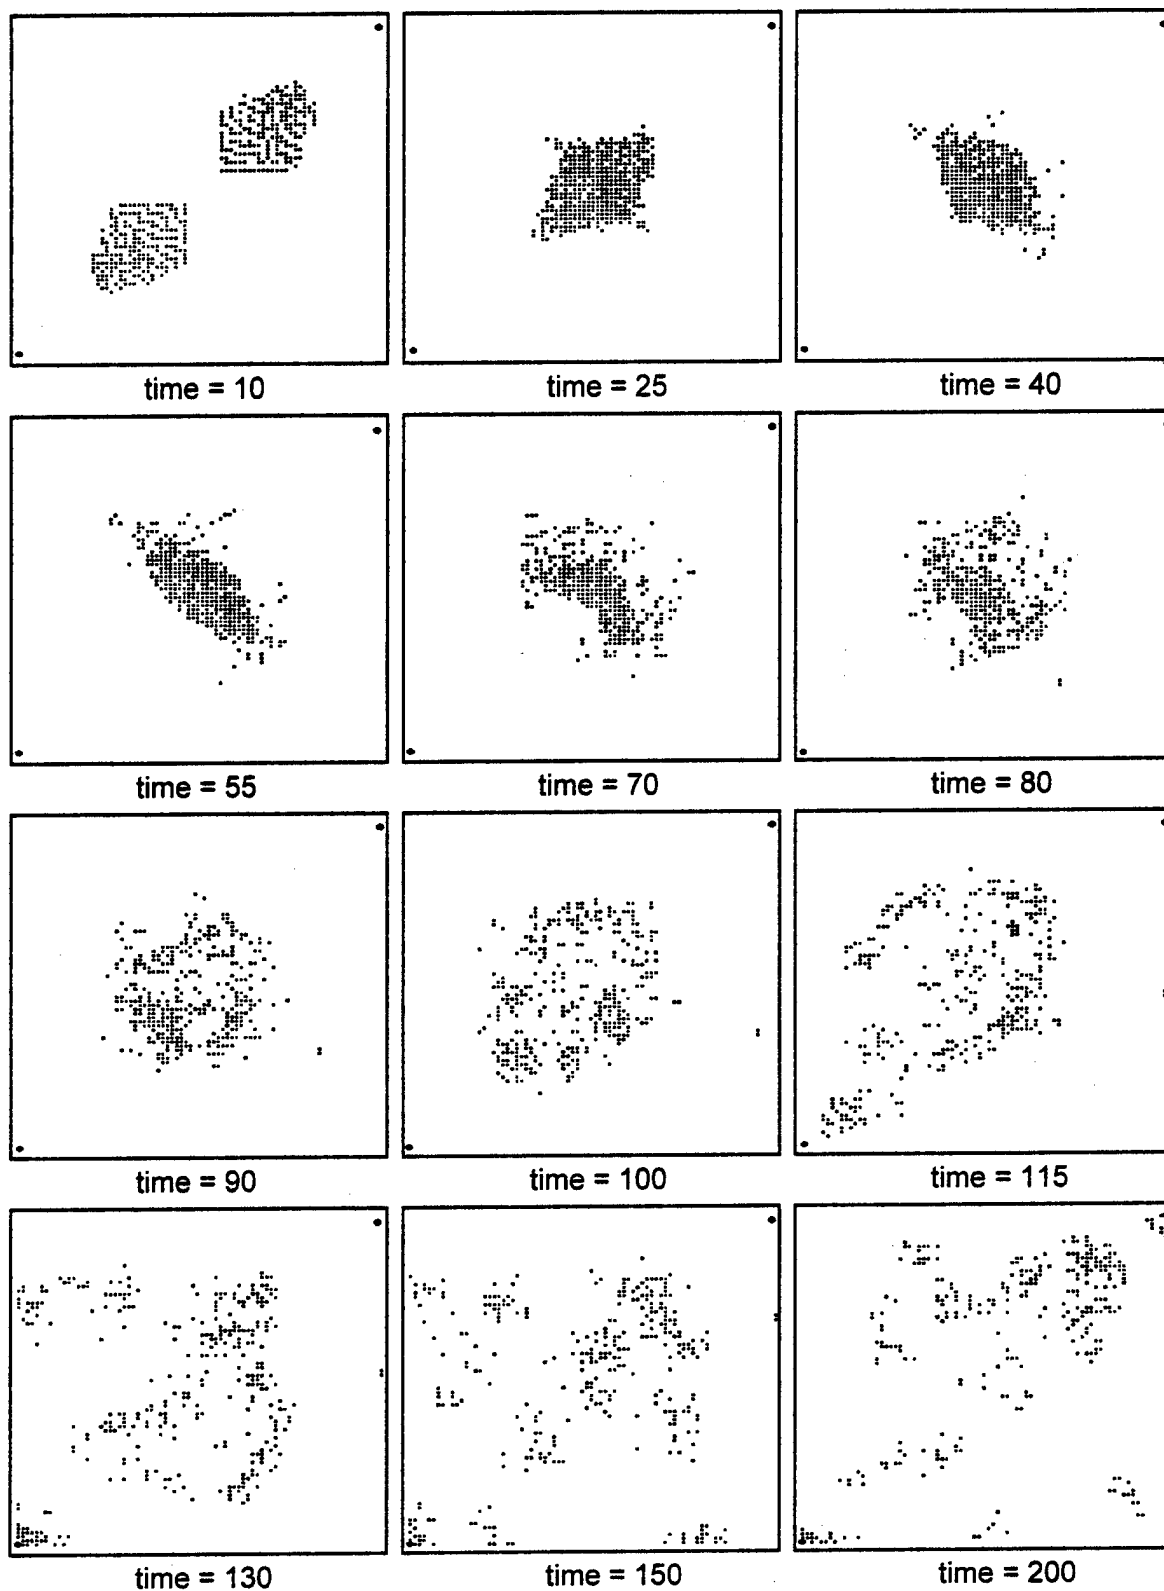 time = 10
time = 25
time = 40
time = 55
time = 70
time = 80
time = 90
time = 100
time = 115
time = 130
time = 150
time = 200